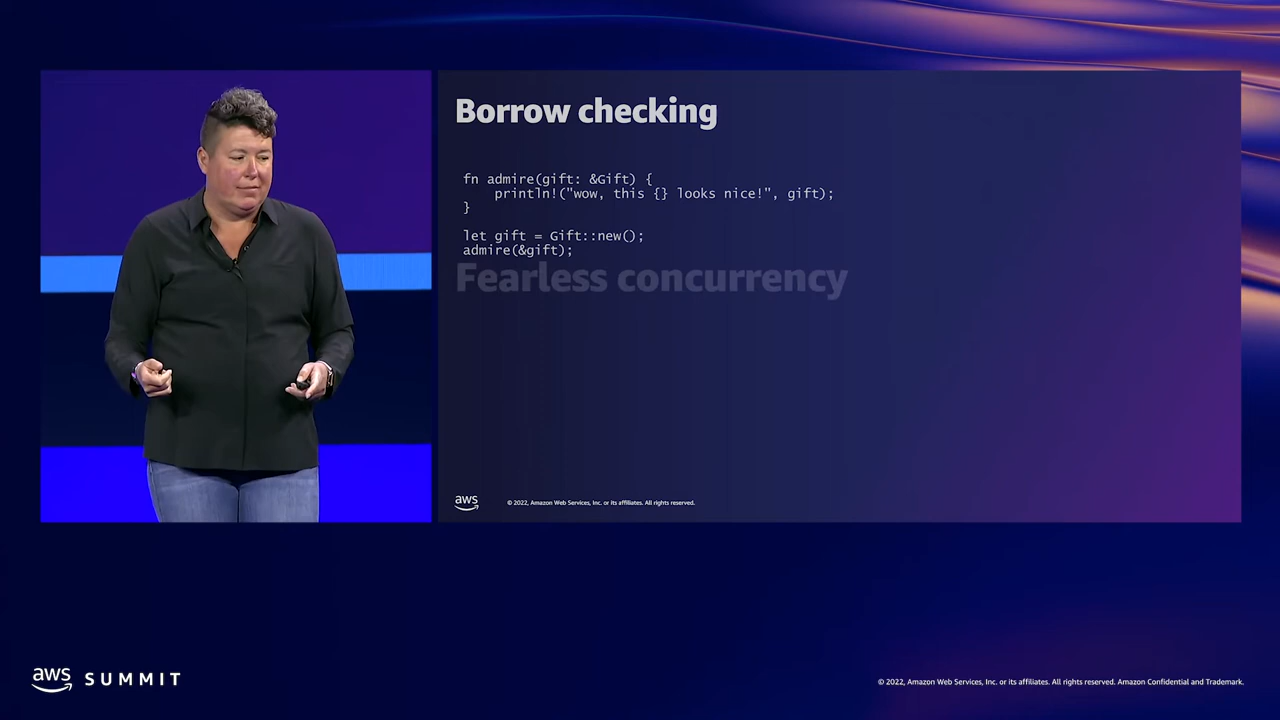 Borrow checking
fn admire(gift: &Gift) {
    println!("wow, this {} looks nice!", gift);
}
let gift = Gift::new();
admire(&gift);
Fearless concurrency
aws
© 2022, Amazon Web Services, Inc. or its affiliates. All rights reserved.
aws SUMMIT
© 2022, Amazon Web Services, Inc. or its affiliates. All rights reserved. Amazon Confidential and Trademark.